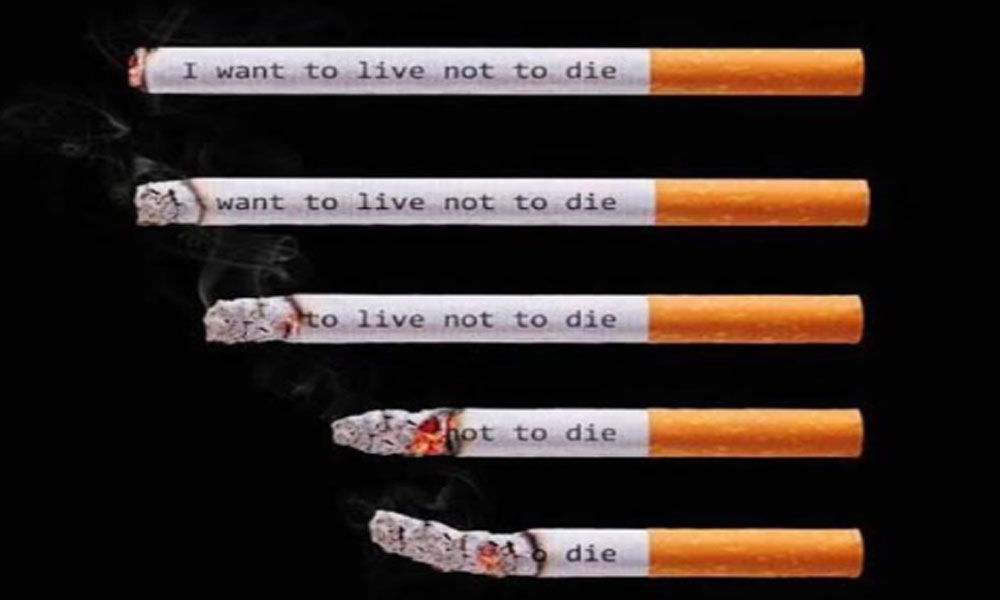 I want to live not to die
want to live not to die
to live not to die
not to die
o die